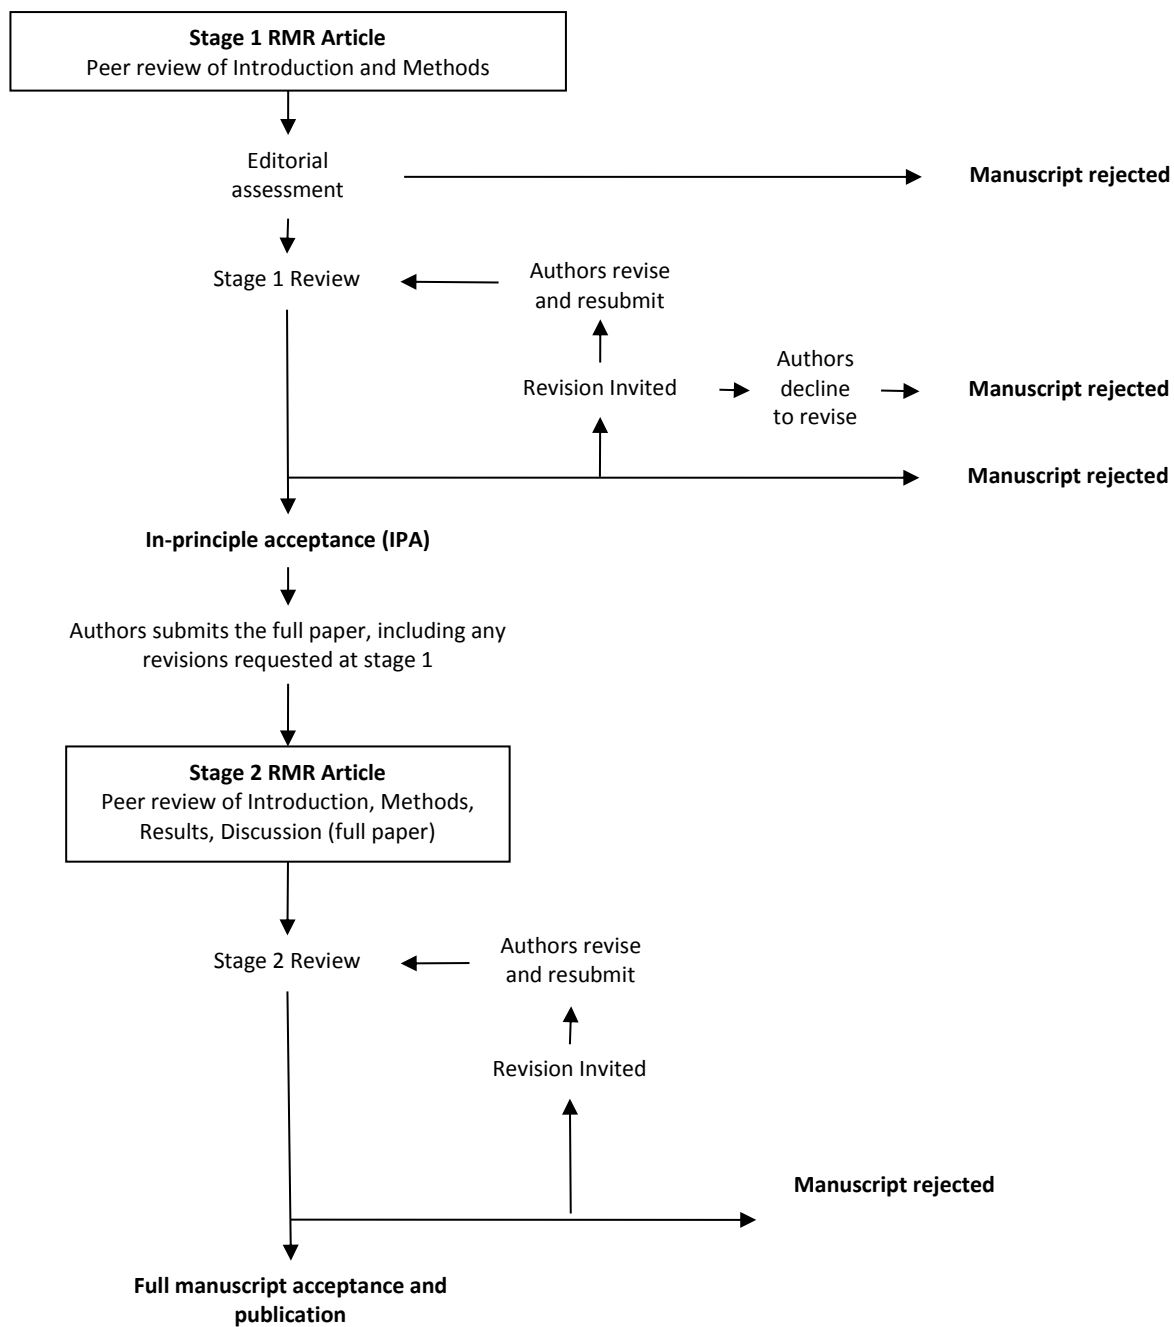 Stage 1 RMR Article
Peer review of Introduction and Methods
Editorial
assessment
Manuscript rejected
Stage 1 Review
Authors revise
and resubmit
Revision Invited
Authors
decline
to revise
Manuscript rejected
Manuscript rejected
In-principle acceptance (IPA)
Authors submits the full paper, including any
revisions requested at stage 1
Stage 2 RMR Article
Peer review of Introduction, Methods,
Results, Discussion (full paper)
Stage 2 Review
Authors revise
and resubmit
Revision Invited
Manuscript rejected
Full manuscript acceptance and
publication